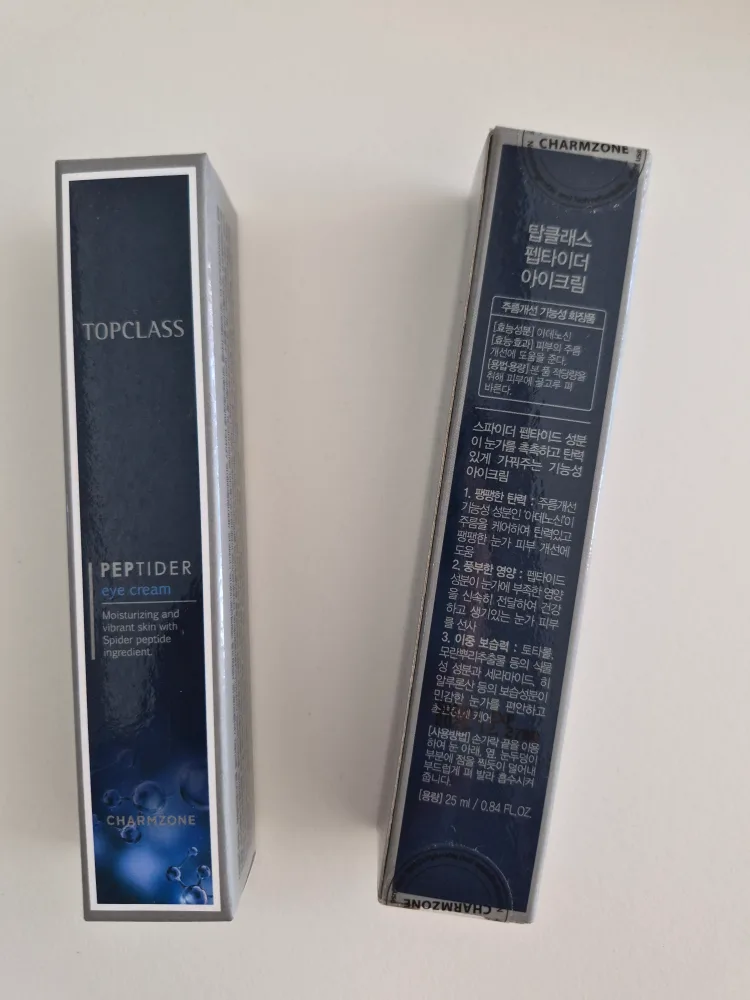 TOPCLASS
PEPTIDER
eye cream
Moisturizing and
vibrant skin with
Spider peptide
ingredient.
CHARMZONE
CHARMZONE
탑클래스
펩타이더
아이크림
주름개선 기능성 화장품
[효능성분] 아데노신
[효능·효과] 피부의 주름
개선에 도움을 준다.
[용법·용량] 본 품 적당량을
취해 피부에 골고루 펴
바른다.
스파이더 펩타이드 성분
이 눈가를 촉촉하고 탄력
있게 가꿔주는 기능성
아이크림
1. 팽팽한 탄력 : 주름개선
기능성 성분인 '아데노신'이
주름을 케어하여 탄력있고
팽팽한 눈가 피부 개선에
도움
2. 풍부한 영양 : 펩타이드
성분이 눈가에 부족한 영양
을 신속히 전달하여 건강
하고 생기있는 눈가 피부
를 선사
3. 이중 보습력 : 토타롤,
모란뿌리추출물 등의 식물
성 성분과 세라마이드, 히
알루론산 등의 보습성분이
민감한 눈가를 편안하고
케어
[사용방법] 손가락 끝을 이용
하여 눈 아래, 옆, 눈두덩이
부분에 점을 찍듯이 덜어내
부드럽게 펴 발라 흡수시켜
줍니다.
[용량] 25 ml / 0.84 FL.OZ
CHARMZONE